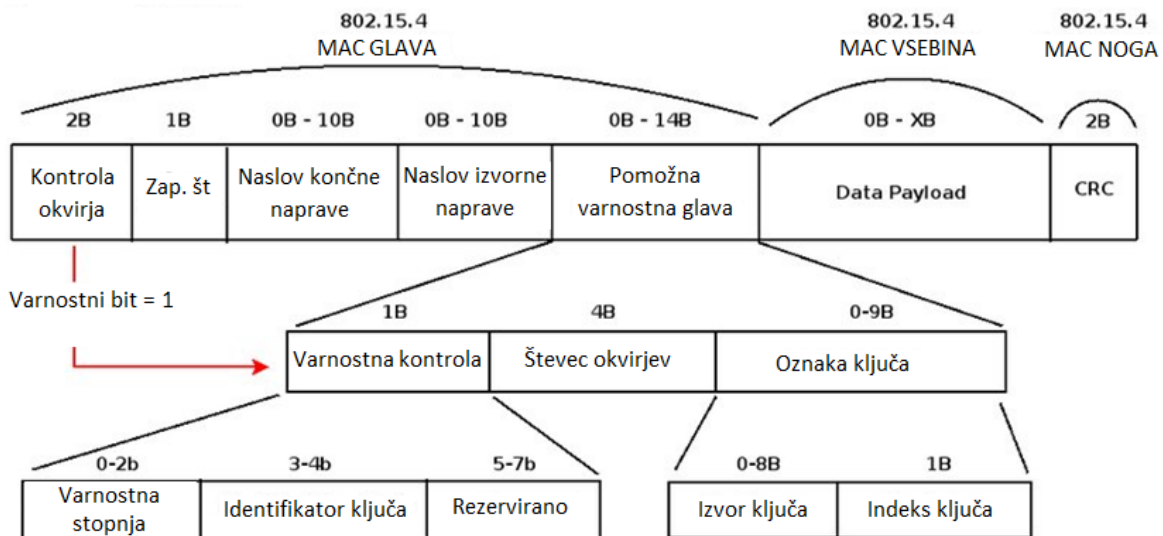 802.15.4
MAC GLAVA
802.15.4
MAC VSEBINA
802.15.4
MAC NOGA
2B
1B
0B - 10B
0B - 10B
0B - 14B
0B - XB
2B
Kontrola
okvirja
Zap. št
Naslov končne
naprave
Naslov izvorne
naprave
Pomožna
varnostna glava
Data Payload
CRC
Varnostni bit = 1
1B
4B
0-9B
Varnostna kontrola
Števec okvirjev
Oznaka ključa
0-2b
3-4b
5-7b
0-8B
1B
Varnostna
stopnja
Identifikator ključa
Rezervirano
Izvor ključa
Indeks ključa